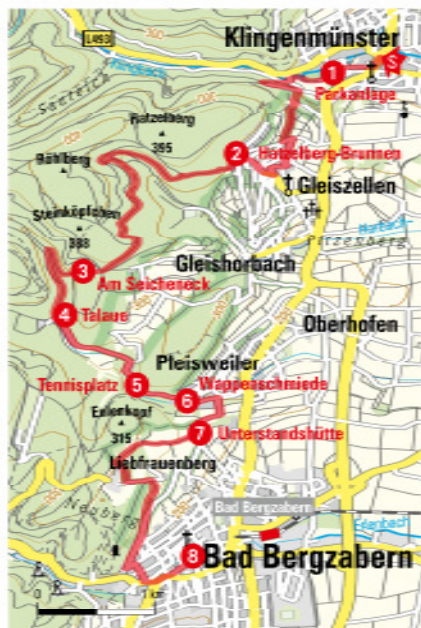 L493
Klingenmünster
S
1
Parkanlage
Hatzelberg
395
2
Hatzelberg-Brunnen
Gleiszellen
Steinköpfchen
388
3
Am Seicheneck
Gleishorbach
4
Talaue
Oberhofen
Pleisweiler
Tennisplatz
5
6
Wappenschmiede
Eulenkopf
315
7
Unterstandshütte
Liebfrauenberg
Bad Bergzabern
8
Bad Bergzabern
0
1 km